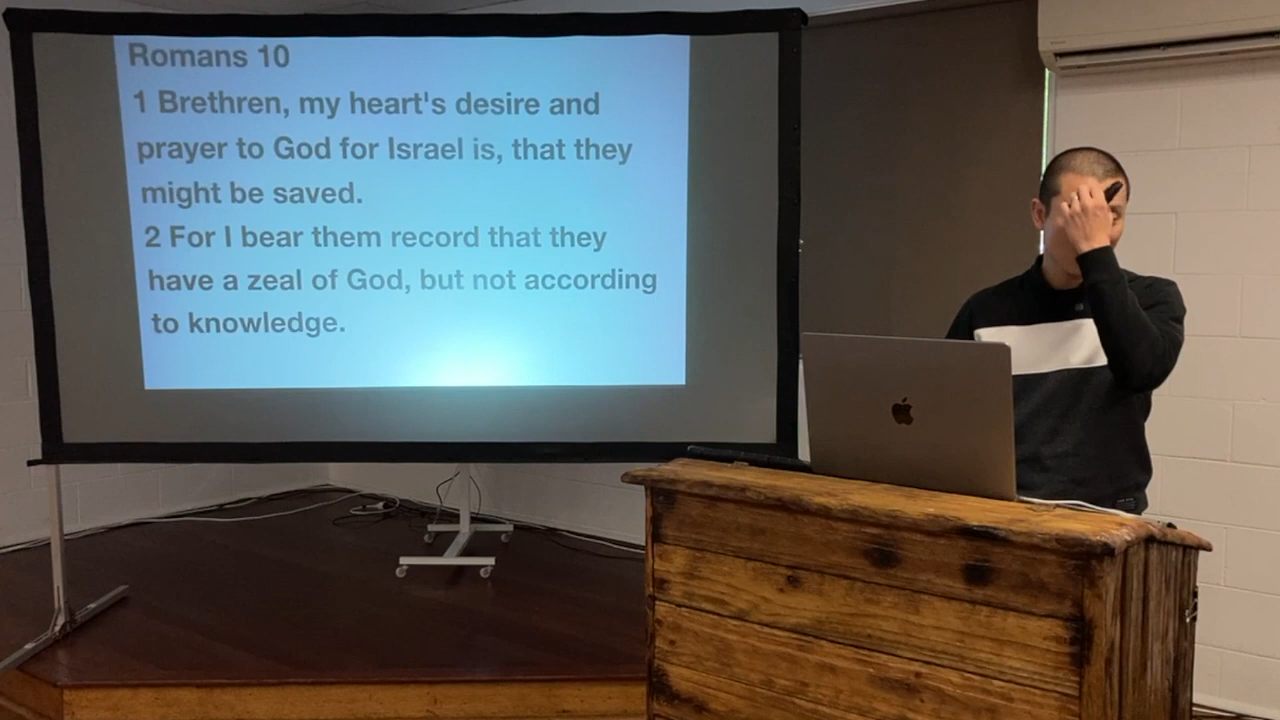 Romans 10
1 Brethren, my heart's desire and
prayer to God for Israel is, that they
might be saved.
2 For I bear them record that they
have a zeal of God, but not according
to knowledge.